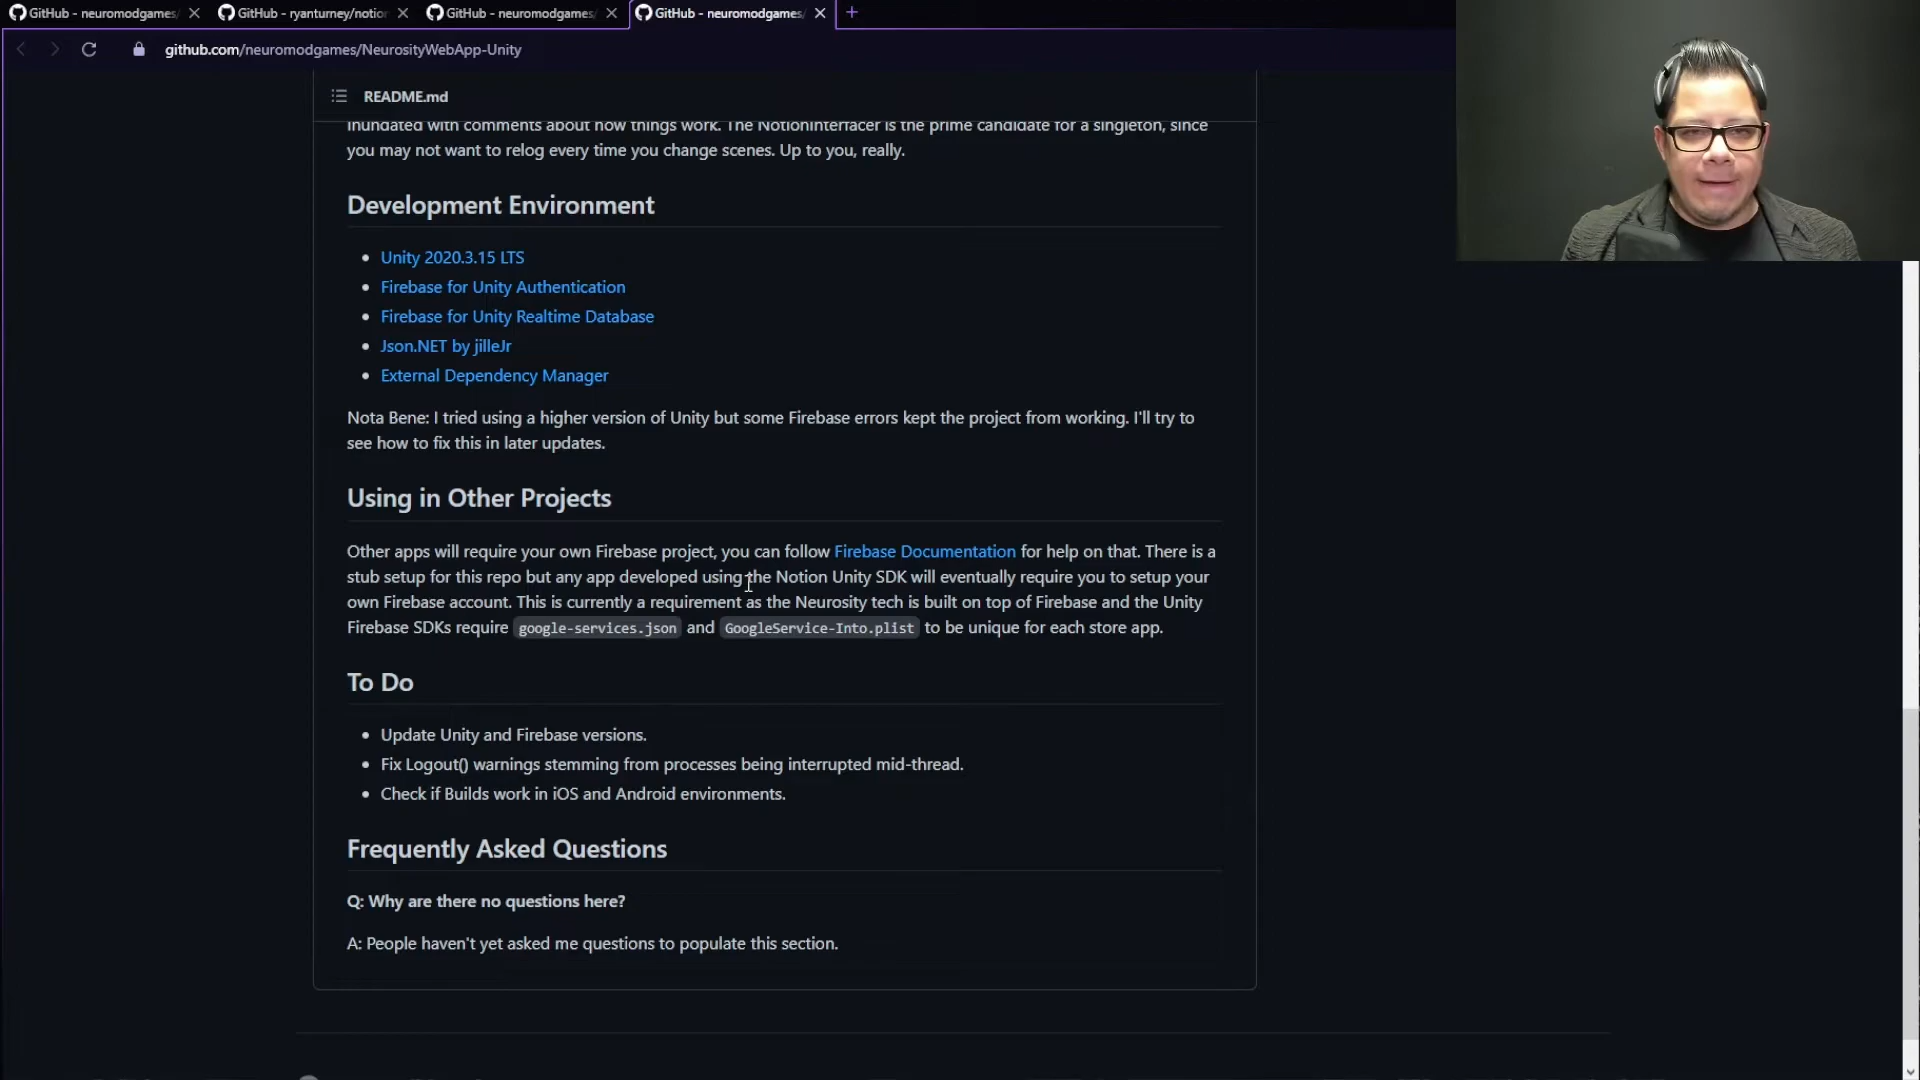 GitHub - neuromodgames/
GitHub - ryanturney/notio
GitHub - neuromodgames/
GitHub - neuromodgames/
github.com/neuromodgames/NeurosityWebApp-Unity
README.md
inundated with comments about how things work. The NotionInterfacer is the prime candidate for a singleton, since
you may not want to relog every time you change scenes. Up to you, really.
Development Environment
Unity 2020.3.15 LTS
Firebase for Unity Authentication
Firebase for Unity Realtime Database
Json.NET by jilleJr
External Dependency Manager
Nota Bene: I tried using a higher version of Unity but some Firebase errors kept the project from working. I'll try to
see how to fix this in later updates.
Using in Other Projects
Other apps will require your own Firebase project, you can follow Firebase Documentation for help on that. There is a
stub setup for this repo but any app developed using the Notion Unity SDK will eventually require you to setup your
own Firebase account. This is currently a requirement as the Neurosity tech is built on top of Firebase and the Unity
Firebase SDKs require google-services.json and GoogleService-Into.plist to be unique for each store app.
To Do
Update Unity and Firebase versions.
Fix Logout() warnings stemming from processes being interrupted mid-thread.
Check if Builds work in iOS and Android environments.
Frequently Asked Questions
Q: Why are there no questions here?
A: People haven't yet asked me questions to populate this section.